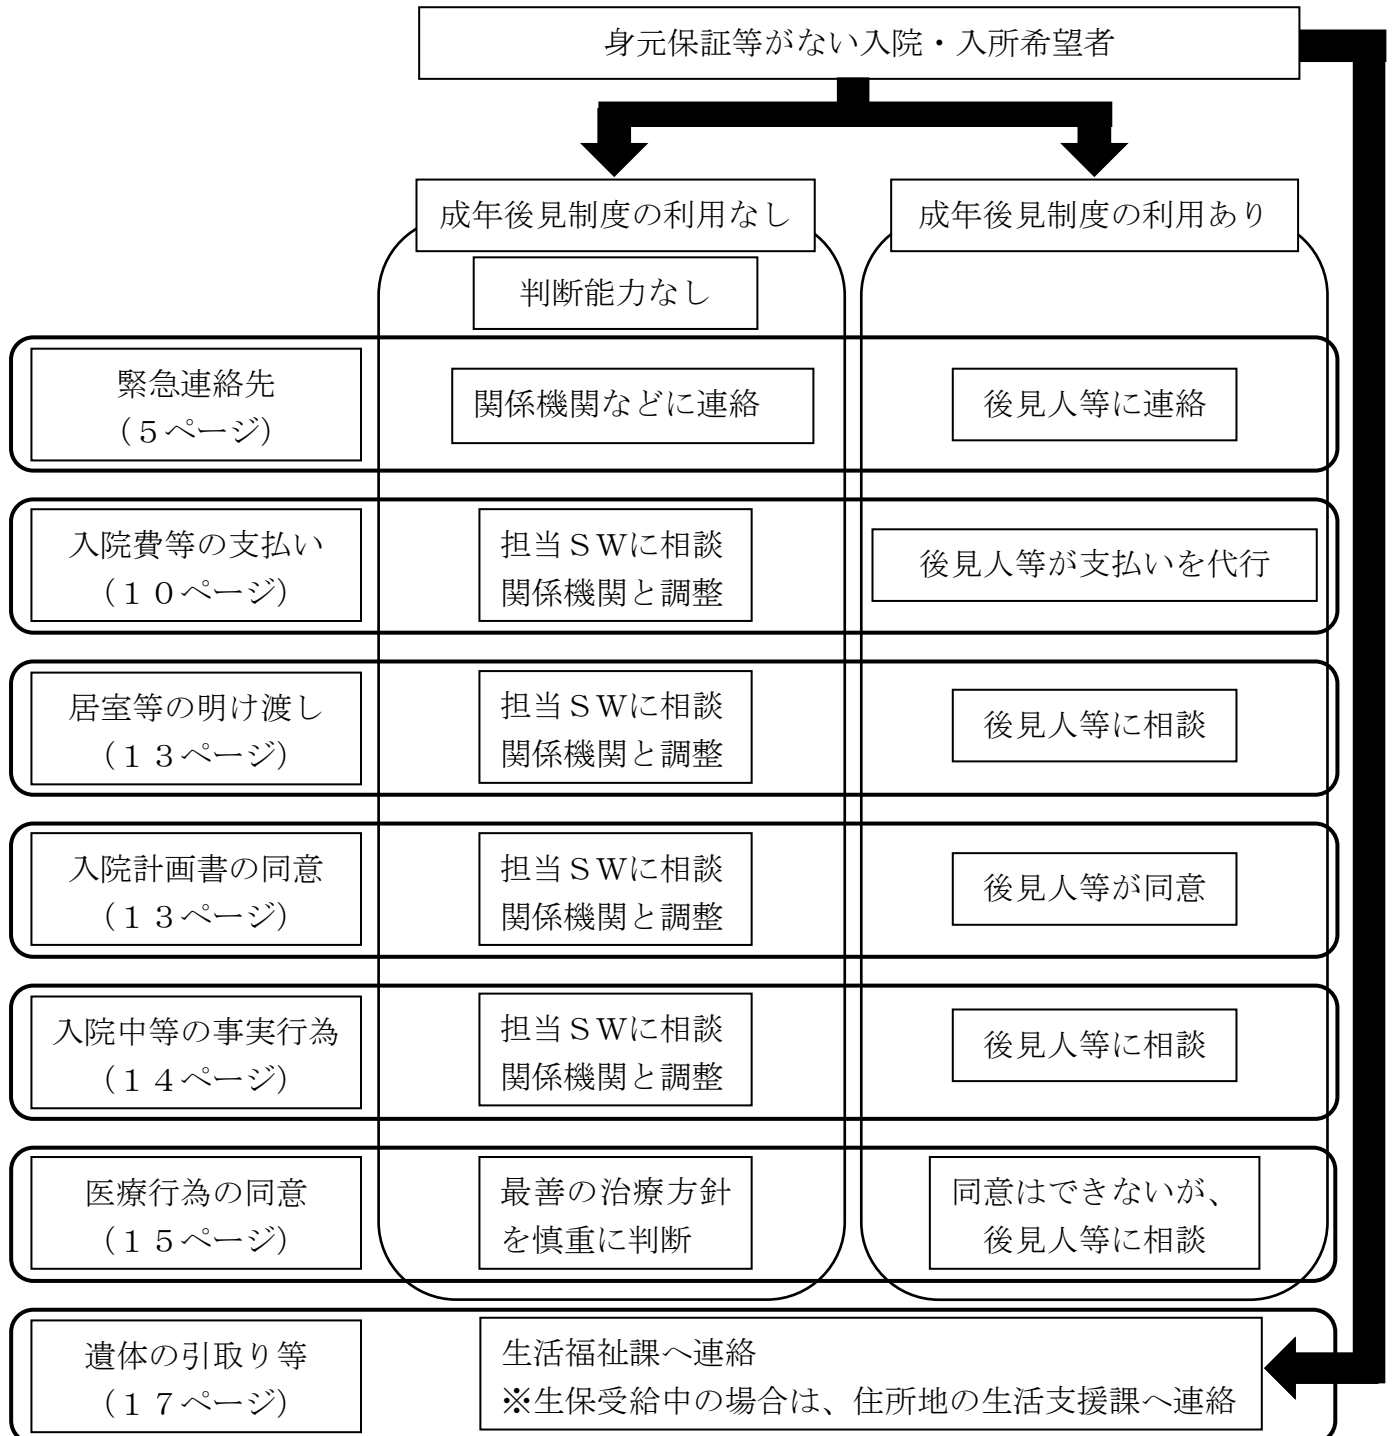 身元保証等がない入院・入所希望者
成年後見制度の利用なし
成年後見制度の利用あり
判断能力なし
緊急連絡先
（５ページ）
関係機関などに連絡
後見人等に連絡
入院費等の支払い
（１０ページ）
担当ＳＷに相談
関係機関と調整
後見人等が支払いを代行
居室等の明け渡し
（１３ページ）
担当ＳＷに相談
関係機関と調整
後見人等に相談
入院計画書の同意
（１３ページ）
担当ＳＷに相談
関係機関と調整
後見人等が同意
入院中等の事実行為
（１４ページ）
担当ＳＷに相談
関係機関と調整
後見人等に相談
医療行為の同意
（１５ページ）
最善の治療方針
を慎重に判断
同意はできないが、
後見人等に相談
遺体の引取り等
（１７ページ）
生活福祉課へ連絡
※生保受給中の場合は、住所地の生活支援課へ連絡